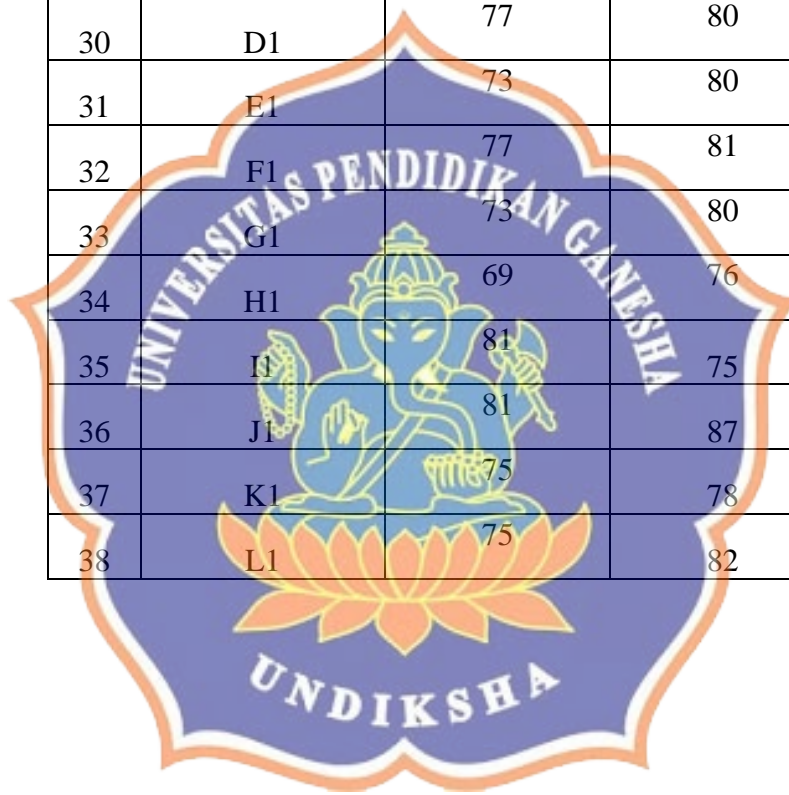 30 D1 77 80
31 E1 73 80
32 F1 77 81
33 G1 73 80
34 H1 69 76
35 I1 81 75
36 J1 81 87
37 K1 75 78
38 L1 75 82
UNIVERSITAS PENDIDIKAN GANESHA
UNDIKSHA